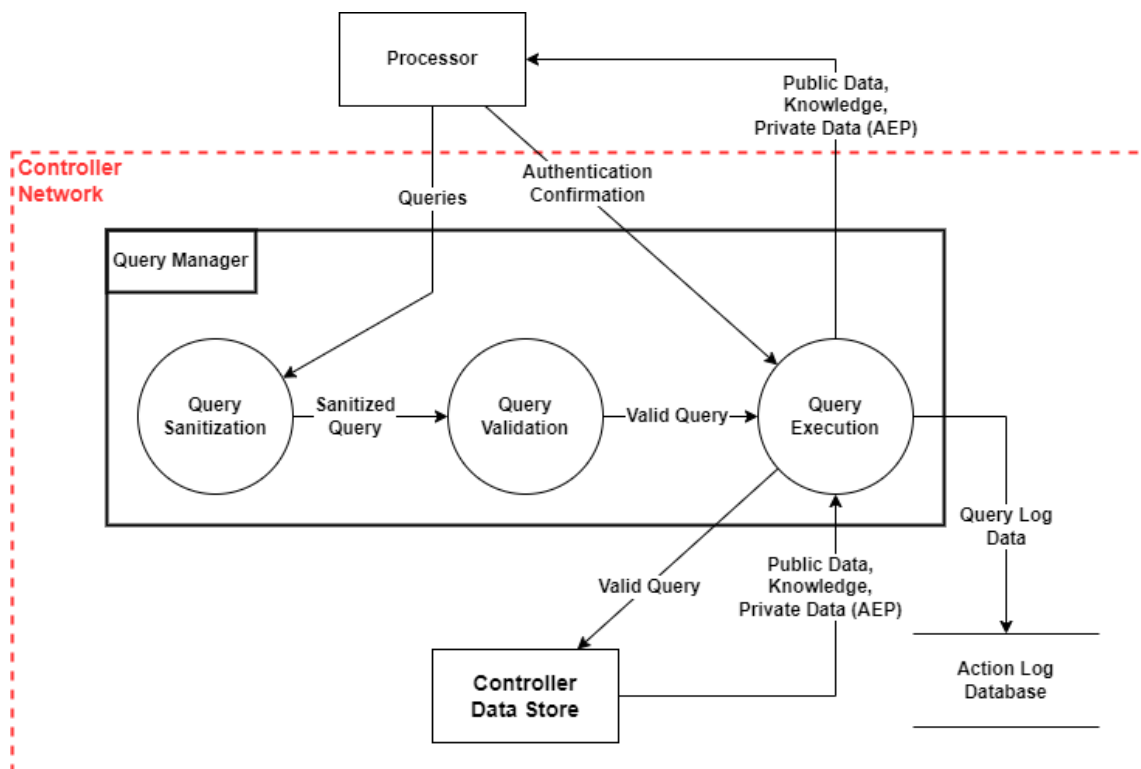 Processor
Public Data,
Knowledge,
Private Data (AEP)
Controller
Network
Authentication
Confirmation
Queries
Query Manager
Query
Sanitization
Sanitized
Query
Query
Validation
Valid Query
Query
Execution
Query Log
Data
Valid Query
Public Data,
Knowledge,
Private Data (AEP)
Controller
Data Store
Action Log
Database